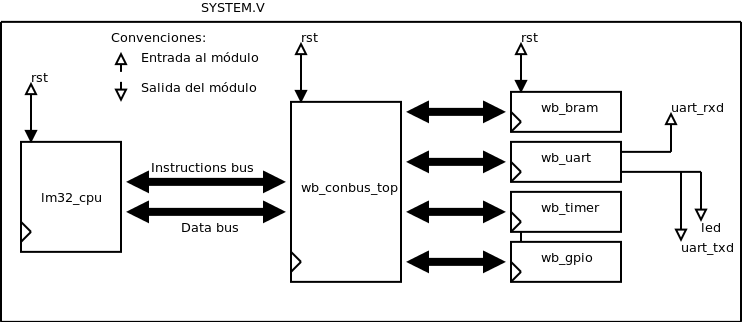 SYSTEM.V
Convenciones:
Entrada al módulo
Salida del módulo
rst
rst
rst
lm32_cpu
Instructions bus
Data bus
wb_conbus_top
wb_bram
wb_uart
wb_timer
wb_gpio
uart_rxd
led
uart_txd